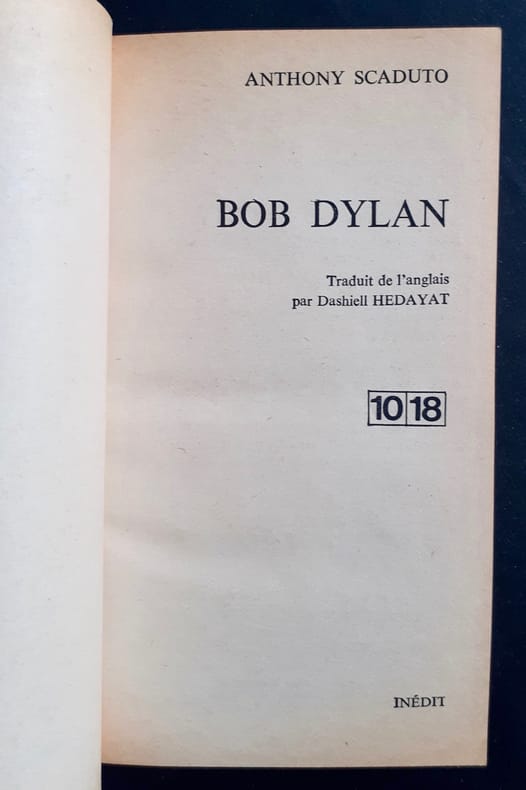 ANTHONY SCADUTO
BOB DYLAN
Traduit de l'anglais
par Dashiell HEDAYAT
10 18
INÉDIT